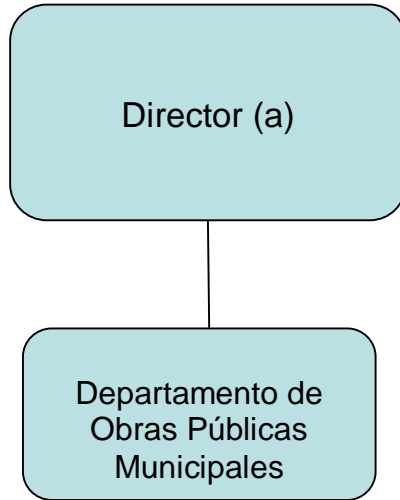 Director (a)
Departamento de
Obras Públicas
Municipales